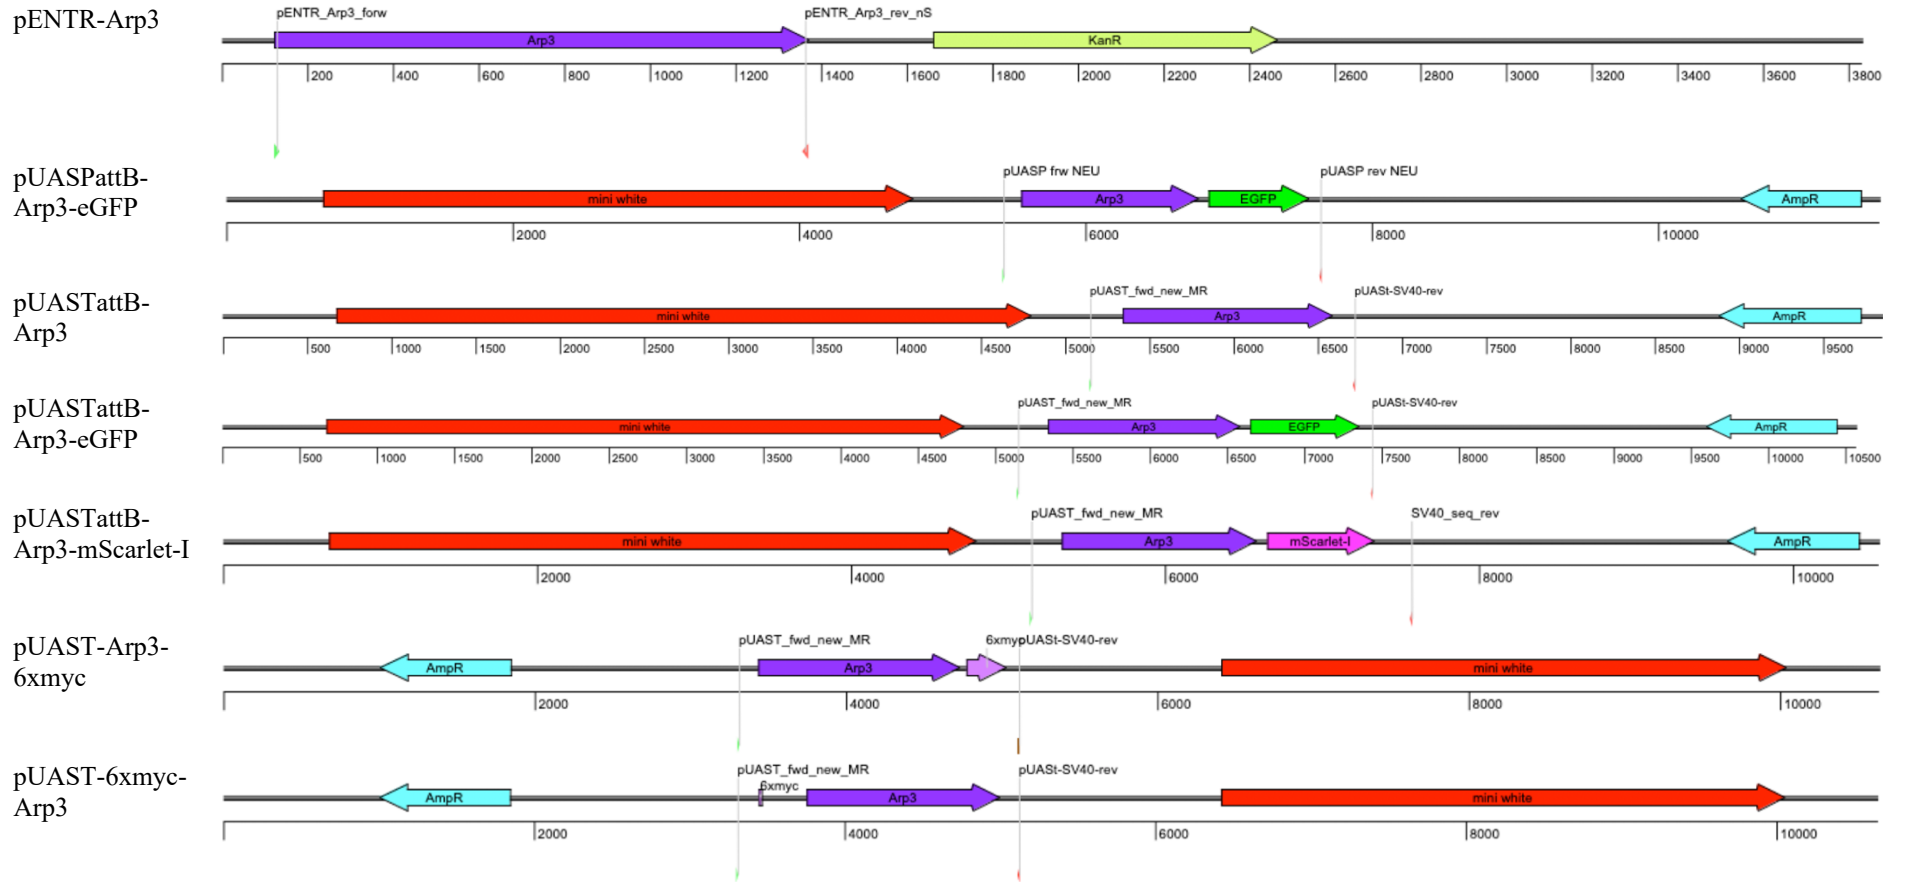 pENTR-Arp3
pENTR_Arp3_forw
pENTR_Arp3_rev_nS
Arp3
KanR
200 400 600 800 1000 1200 1400 1600 1800 2000 2200 2400 2600 2800 3000 3200 3400 3600 3800
pUASPattB-
Arp3-eGFP
pUASP frw NEU
pUASP rev NEU
mini white
Arp3
EGFP
AmpR
2000 4000 6000 8000 10000
pUASTattB-
Arp3
pUAST_fwd_new_MR
pUASt-SV40-rev
mini white
Arp3
AmpR
500 1000 1500 2000 2500 3000 3500 4000 4500 5000 5500 6000 6500 7000 7500 8000 8500 9000 9500
pUASTattB-
Arp3-eGFP
pUAST_fwd_new_MR
pUASt-SV40-rev
mini white
Arp3
EGFP
AmpR
500 1000 1500 2000 2500 3000 3500 4000 4500 5000 5500 6000 6500 7000 7500 8000 8500 9000 9500 10000 10500
pUASTattB-
Arp3-mScarlet-I
pUAST_fwd_new_MR
SV40_seq_rev
mini white
Arp3
mScarlet-I
AmpR
2000 4000 6000 8000 10000
pUAST-Arp3-
6xmyc
pUAST_fwd_new_MR
6xmyc
pUASt-SV40-rev
AmpR
Arp3
mini white
2000 4000 6000 8000 10000
pUAST-6xmyc-
Arp3
pUAST_fwd_new_MR
pUASt-SV40-rev
6xmyc
AmpR
Arp3
mini white
2000 4000 6000 8000 10000